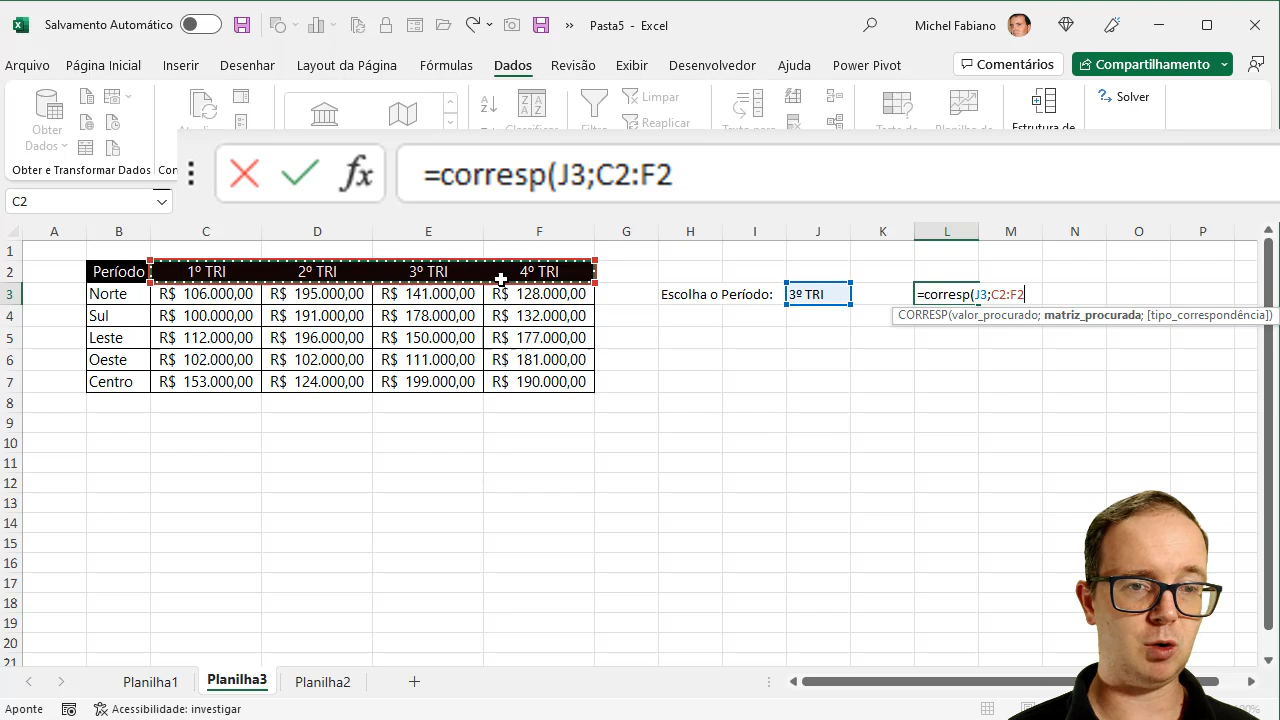 Salvamento Automático
»
Pasta5 - Excel
Michel Fabiano
Arquivo Página Inicial Inserir Desenhar Layout da Página Fórmulas Dados Revisão Exibir Desenvolvedor Ajuda Power Pivot
Comentários
Compartilhamento
Obter
Dados
Limpar
Reaplicar
Solver
Estrutura de
Obter e Transformar Dados
fx =corresp(J3;C2:F2
C2
A B C D E F G H I J K L M N O P
1
2 Período 1º TRI 2º TRI 3º TRI 4º TRI
3 Norte R$ 106.000,00 R$ 195.000,00 R$ 141.000,00 R$ 128.000,00 Escolha o Período: 3º TRI =corresp(J3;C2:F2
CORRESP(valor_procurado; matriz_procurada; [tipo_correspondência])
4 Sul R$ 100.000,00 R$ 191.000,00 R$ 178.000,00 R$ 132.000,00
5 Leste R$ 112.000,00 R$ 196.000,00 R$ 150.000,00 R$ 177.000,00
6 Oeste R$ 102.000,00 R$ 102.000,00 R$ 111.000,00 R$ 181.000,00
7 Centro R$ 153.000,00 R$ 124.000,00 R$ 199.000,00 R$ 190.000,00
8
9
10
11
12
13
14
15
16
17
18
19
20
21
Planilha1 Planilha3 Planilha2
Aponte Acessibilidade: investigar